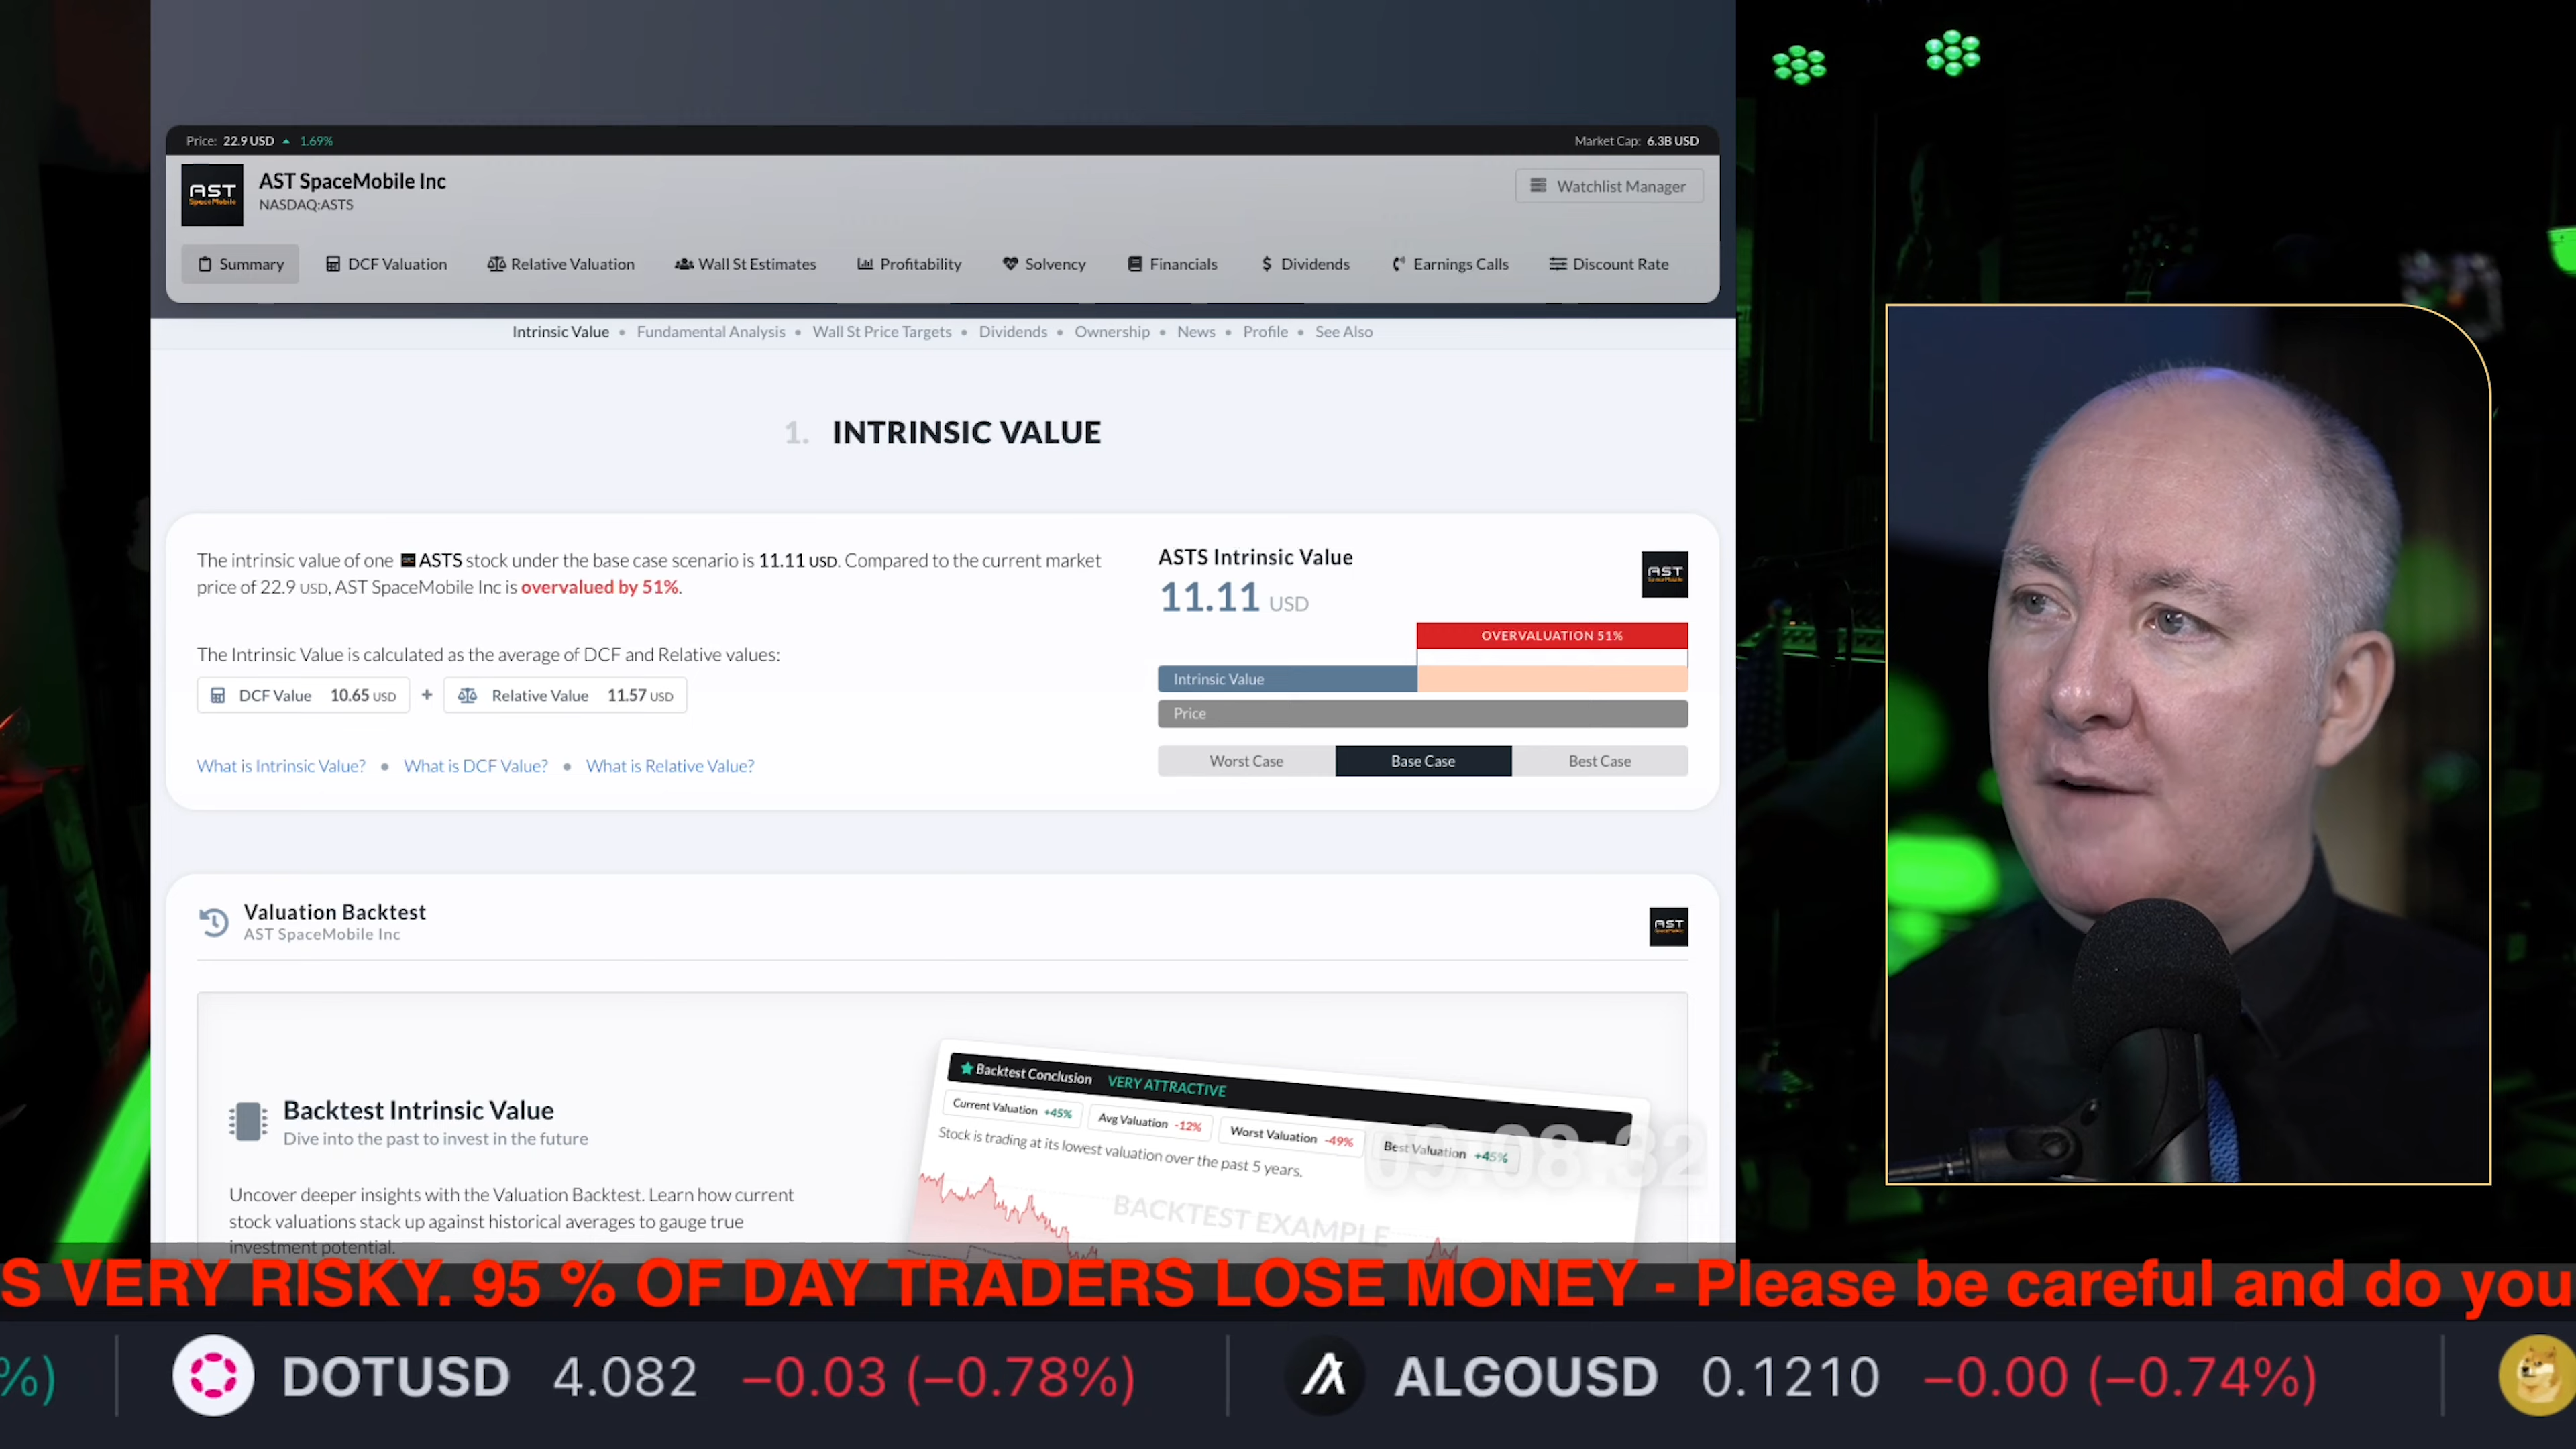 Price: 22.9 USD 1.69%
Market Cap: 6.3B USD
AST SpaceMobile
AST SpaceMobile Inc
NASDAQ:ASTS
Watchlist Manager
Summary DCF Valuation Relative Valuation Wall St Estimates Profitability Solvency Financials $ Dividends Earnings Calls Discount Rate
Intrinsic Value • Fundamental Analysis • Wall St Price Targets • Dividends • Ownership • News • Profile • See Also
1. INTRINSIC VALUE
The intrinsic value of one ASTS stock under the base case scenario is 11.11 USD. Compared to the current market
price of 22.9 USD, AST SpaceMobile Inc is overvalued by 51%.
The Intrinsic Value is calculated as the average of DCF and Relative values:
DCF Value 10.65 USD + Relative Value 11.57 USD
What is Intrinsic Value? • What is DCF Value? • What is Relative Value?
ASTS Intrinsic Value
11.11 USD
AST SpaceMobile
OVERVALUATION 51%
Intrinsic Value
Price
Worst Case Base Case Best Case
Valuation Backtest
AST SpaceMobile Inc
AST SpaceMobile
Backtest Intrinsic Value
Dive into the past to invest in the future
Uncover deeper insights with the Valuation Backtest. Learn how current
stock valuations stack up against historical averages to gauge true
investment potential.
Backtest Conclusion VERY ATTRACTIVE
Current Valuation +45% Avg Valuation -12% Worst Valuation -49% Best Valuation +45%
Stock is trading at its lowest valuation over the past 5 years.
BACKTEST EXAMPLE
09:08:32
S VERY RISKY. 95 % OF DAY TRADERS LOSE MONEY - Please be careful and do you
%) DOTUSD 4.082 −0.03 (−0.78%) ALGOUSD 0.1210 −0.00 (−0.74%)